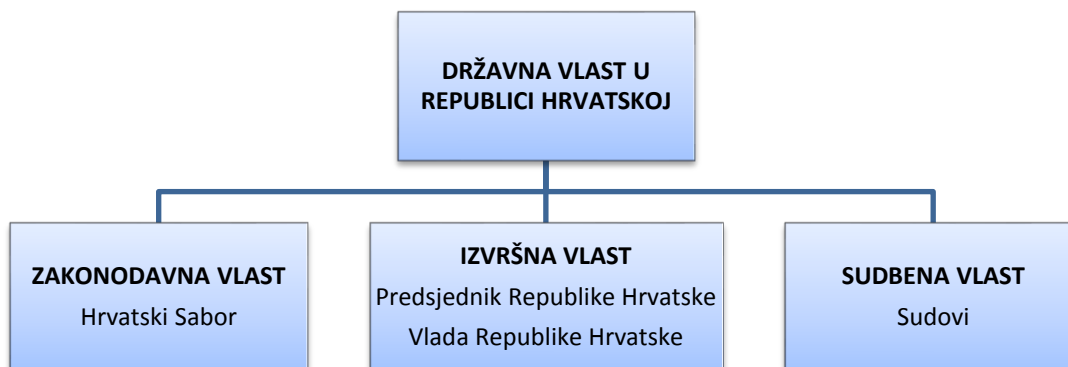 DRŽAVNA VLAST U
REPUBLICI HRVATSKOJ
ZAKONODAVNA VLAST
Hrvatski Sabor
IZVRŠNA VLAST
Predsjednik Republike Hrvatske
Vlada Republike Hrvatske
SUDBENA VLAST
Sudovi